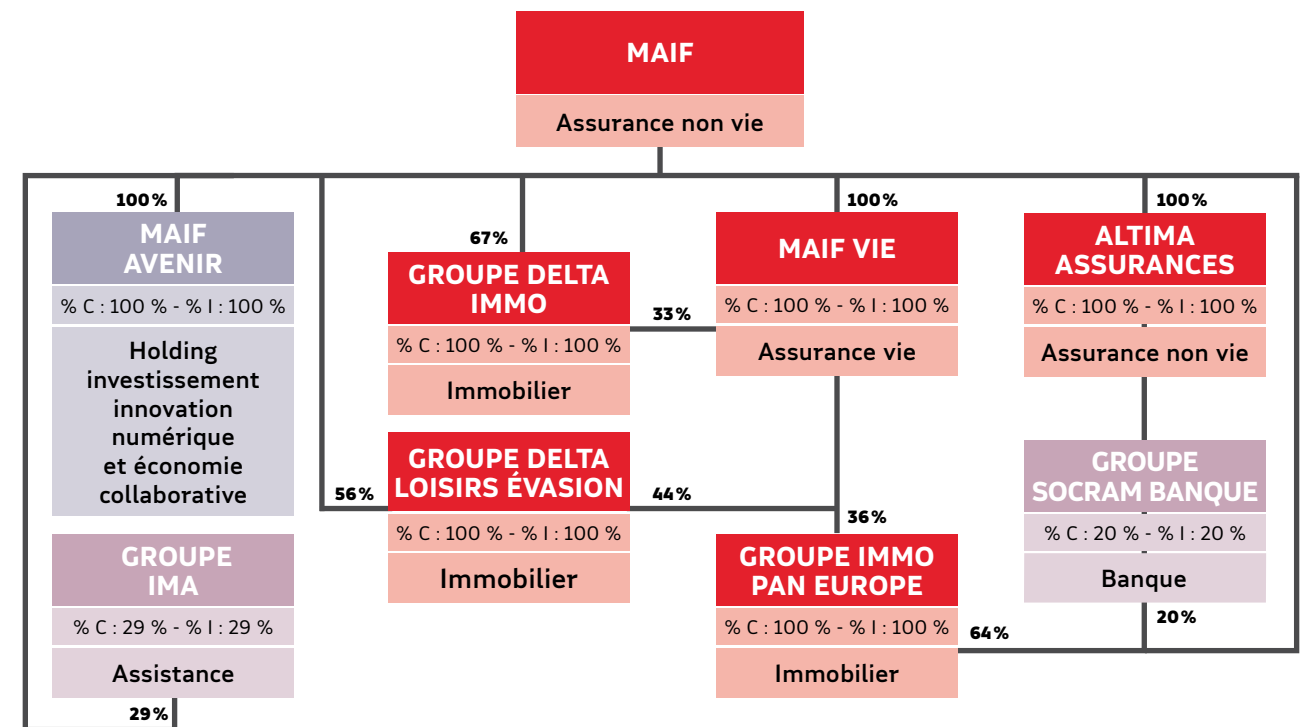 MAIF
Assurance non vie
100%
MAIF
AVENIR
% C : 100 % - % I : 100 %
Holding
investissement
innovation
numérique
et économie
collaborative
GROUPE
IMA
% C : 29 % - % I : 29 %
Assistance
29%
67%
GROUPE DELTA
IMMO
% C : 100 % - % I : 100 %
Immobilier
33%
56%
GROUPE DELTA
LOISIRS ÉVASION
% C : 100 % - % I : 100 %
Immobilier
44%
100%
MAIF VIE
% C : 100 % - % I : 100 %
Assurance vie
36%
GROUPE IMMO
PAN EUROPE
% C : 100 % - % I : 100 %
Immobilier
64%
100%
ALTIMA
ASSURANCES
% C : 100 % - % I : 100 %
Assurance non vie
GROUPE
SOCRAM BANQUE
% C : 20 % - % I : 20 %
Banque
20%